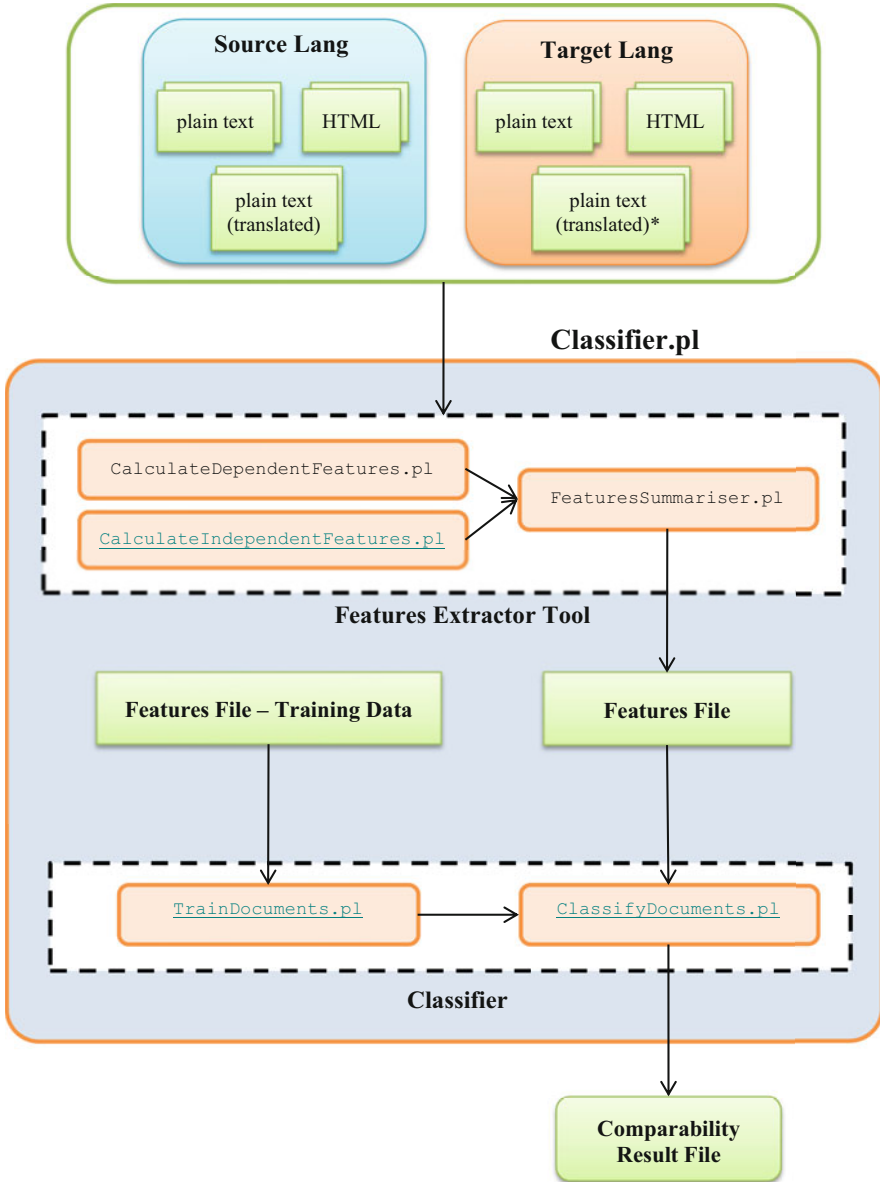 Source Lang
Target Lang
plain text
HTML
plain text
HTML
plain text
(translated)
plain text
(translated)*
Classifier.pl
CalculateDependentFeatures.pl
FeaturesSummariser.pl
CalculateIndependentFeatures.pl
Features Extractor Tool
Features File – Training Data
Features File
TrainDocuments.pl
ClassifyDocuments.pl
Classifier
Comparability
Result File